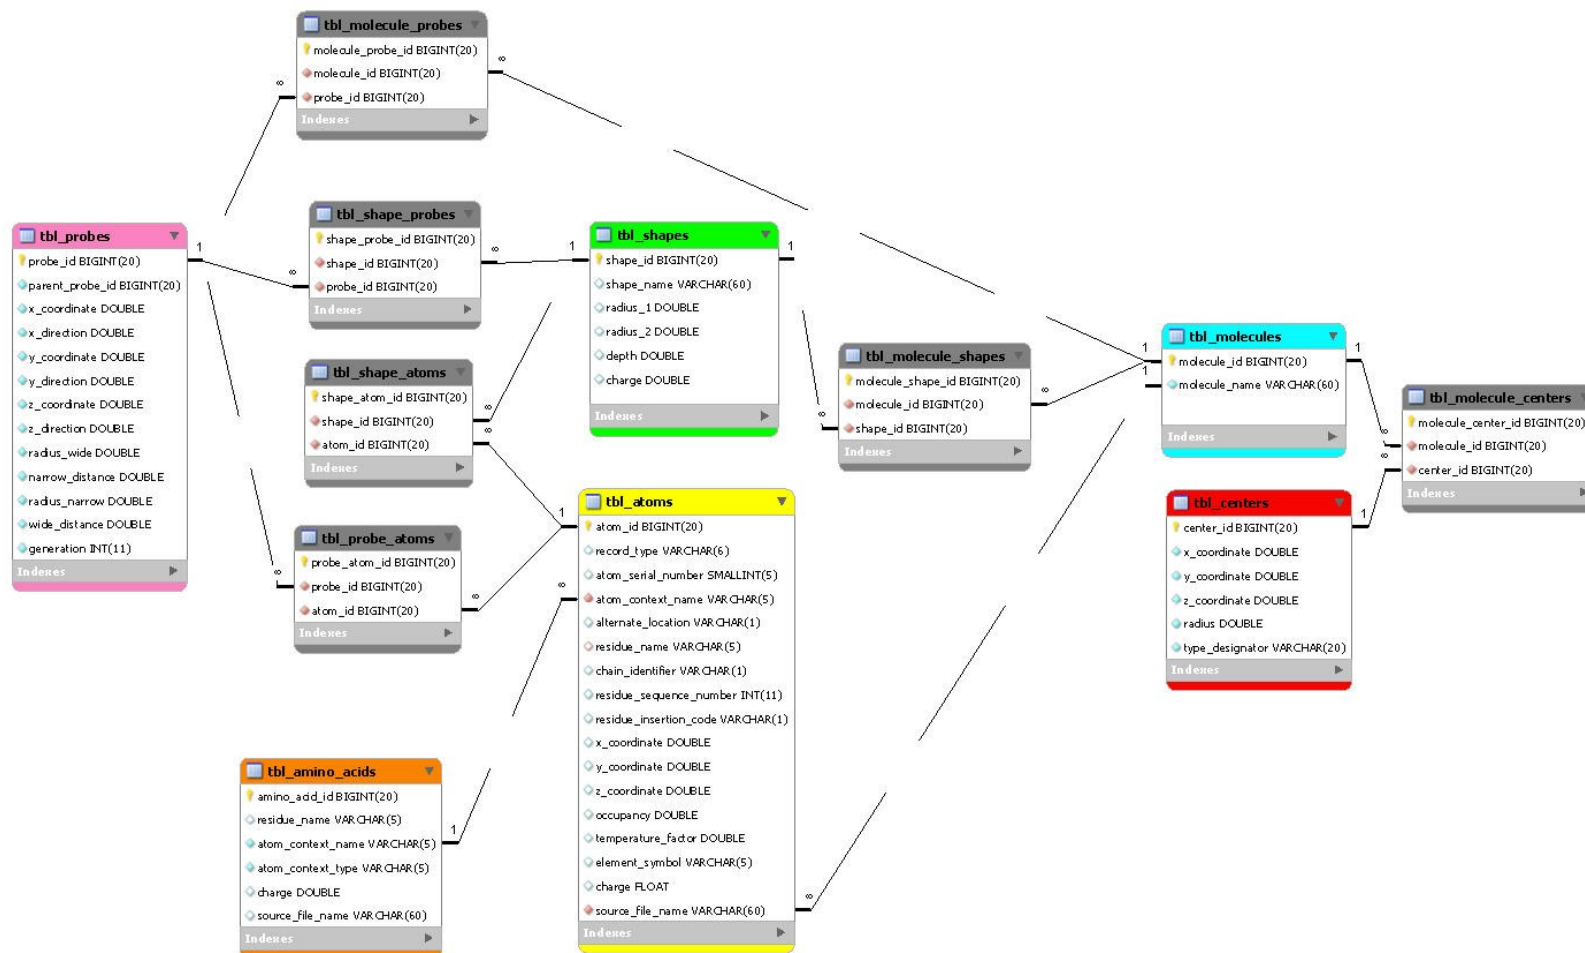 tbl_molecule_probes
molecule_probe_id BIGINT(20)
molecule_id BIGINT(20)
probe_id BIGINT(20)
Indexes
∞
∞
tbl_probes
probe_id BIGINT(20)
parent_probe_id BIGINT(20)
x_coordinate DOUBLE
x_direction DOUBLE
y_coordinate DOUBLE
y_direction DOUBLE
z_coordinate DOUBLE
z_direction DOUBLE
radius_wide DOUBLE
narrow_distance DOUBLE
radius_narrow DOUBLE
wide_distance DOUBLE
generation INT(11)
Indexes
1
tbl_shape_probes
shape_probe_id BIGINT(20)
shape_id BIGINT(20)
probe_id BIGINT(20)
Indexes
∞
∞
tbl_shape_atoms
shape_atom_id BIGINT(20)
shape_id BIGINT(20)
atom_id BIGINT(20)
Indexes
∞
∞
tbl_probe_atoms
probe_atom_id BIGINT(20)
probe_id BIGINT(20)
atom_id BIGINT(20)
Indexes
∞
∞
tbl_amino_acids
amino_acid_id BIGINT(20)
residue_name VARCHAR(5)
atom_context_name VARCHAR(5)
atom_context_type VARCHAR(5)
charge DOUBLE
source_file_name VARCHAR(60)
Indexes
1
tbl_shapes
shape_id BIGINT(20)
shape_name VARCHAR(60)
radius_1 DOUBLE
radius_2 DOUBLE
depth DOUBLE
charge DOUBLE
Indexes
1
1
tbl_atoms
atom_id BIGINT(20)
record_type VARCHAR(6)
atom_serial_number SMALLINT(5)
atom_context_name VARCHAR(5)
alternate_location VARCHAR(1)
residue_name VARCHAR(5)
chain_identifier VARCHAR(1)
residue_sequence_number INT(11)
residue_insertion_code VARCHAR(1)
x_coordinate DOUBLE
y_coordinate DOUBLE
z_coordinate DOUBLE
occupancy DOUBLE
temperature_factor DOUBLE
element_symbol VARCHAR(5)
charge FLOAT
source_file_name VARCHAR(60)
Indexes
1
∞
∞
tbl_molecule_shapes
molecule_shape_id BIGINT(20)
molecule_id BIGINT(20)
shape_id BIGINT(20)
Indexes
∞
∞
tbl_molecules
molecule_id BIGINT(20)
molecule_name VARCHAR(60)
Indexes
1
1
1
tbl_centers
center_id BIGINT(20)
x_coordinate DOUBLE
y_coordinate DOUBLE
z_coordinate DOUBLE
radius DOUBLE
type_designator VARCHAR(20)
Indexes
1
tbl_molecule_centers
molecule_center_id BIGINT(20)
molecule_id BIGINT(20)
center_id BIGINT(20)
Indexes
∞
∞